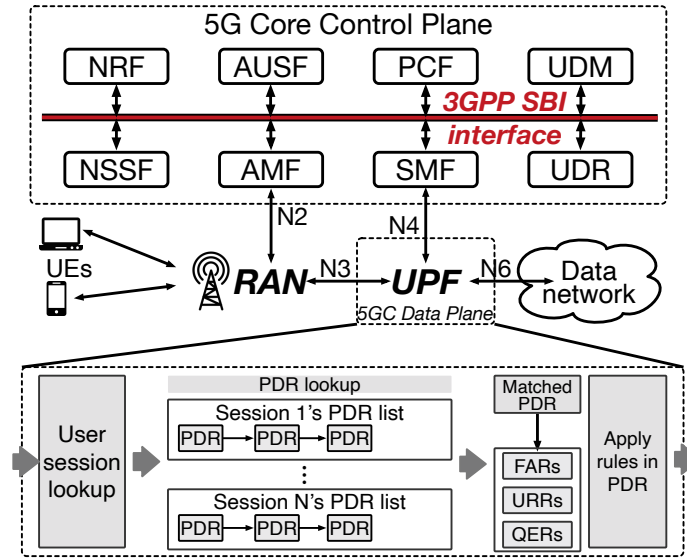 5G Core Control Plane
NRF AUSF PCF UDM
3GPP SBI
interface
NSSF AMF SMF UDR
N2 N4
UEs RAN N3 UPF N6 Data
network
5GC Data Plane
PDR lookup
Session 1's PDR list
PDR PDR PDR
⋮
Session N's PDR list
PDR PDR PDR
User
session
lookup
Matched
PDR
FARs
URRs
QERs
Apply
rules in
PDR